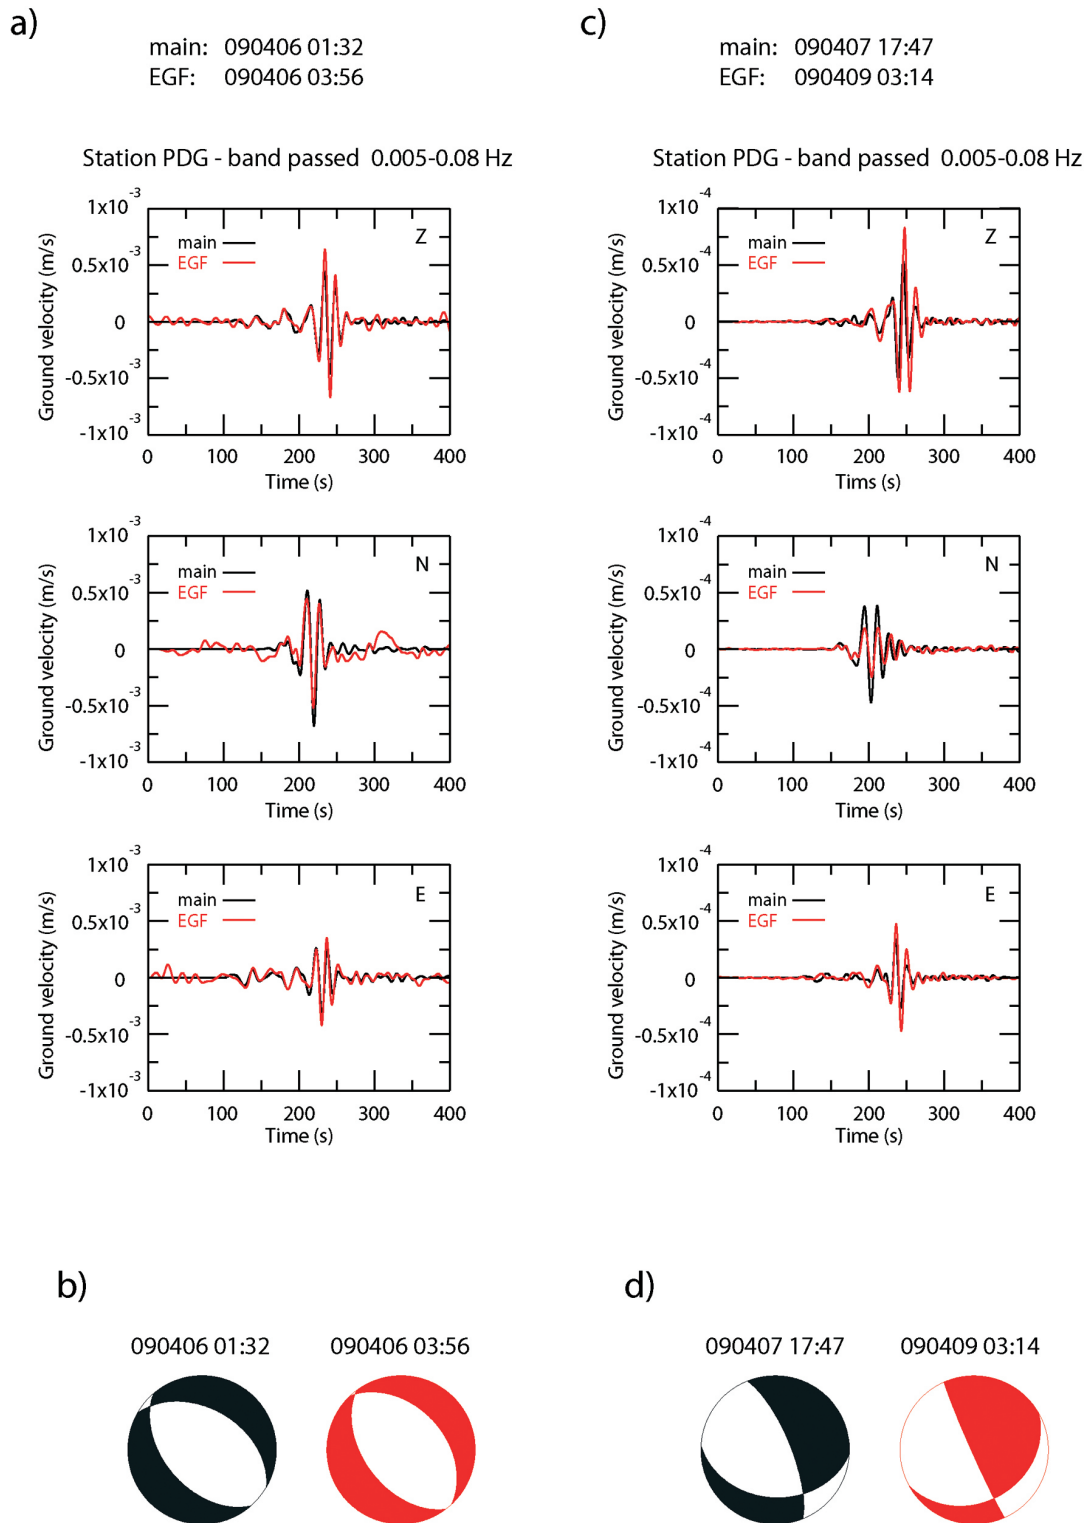 a)
main: 090406 01:32
EGF: 090406 03:56
Station PDG - band passed 0.005-0.08 Hz
1x10 -3
0.5x10 -3
0
-0.5x10 -3
-1x10 -3
Ground velocity (m/s)
main
EGF
Z
0 100 200 300 400
Time (s)
1x10 -3
0.5x10 -3
0
-0.5x10 -3
-1x10 -3
Ground velocity (m/s)
main
EGF
N
0 100 200 300 400
Time (s)
1x10 -3
0.5x10 -3
0
-0.5x10 -3
-1x10 -3
Ground velocity (m/s)
main
EGF
E
0 100 200 300 400
Time (s)
b)
090406 01:32
090406 03:56
c)
main: 090407 17:47
EGF: 090409 03:14
Station PDG - band passed 0.005-0.08 Hz
1x10 -4
0.5x10 -4
0
-0.5x10 -4
-1x10 -4
Ground velocity (m/s)
main
EGF
Z
0 100 200 300 400
Tims (s)
1x10 -4
0.5x10 -4
0
-0.5x10 -4
-1x10 -4
Ground velocity (m/s)
main
EGF
N
0 100 200 300 400
Time (s)
1x10 -4
0.5x10 -4
0
-0.5x10 -4
-1x10 -4
Ground velocity (m/s)
main
EGF
E
0 100 200 300 400
Time (s)
d)
090407 17:47
090409 03:14